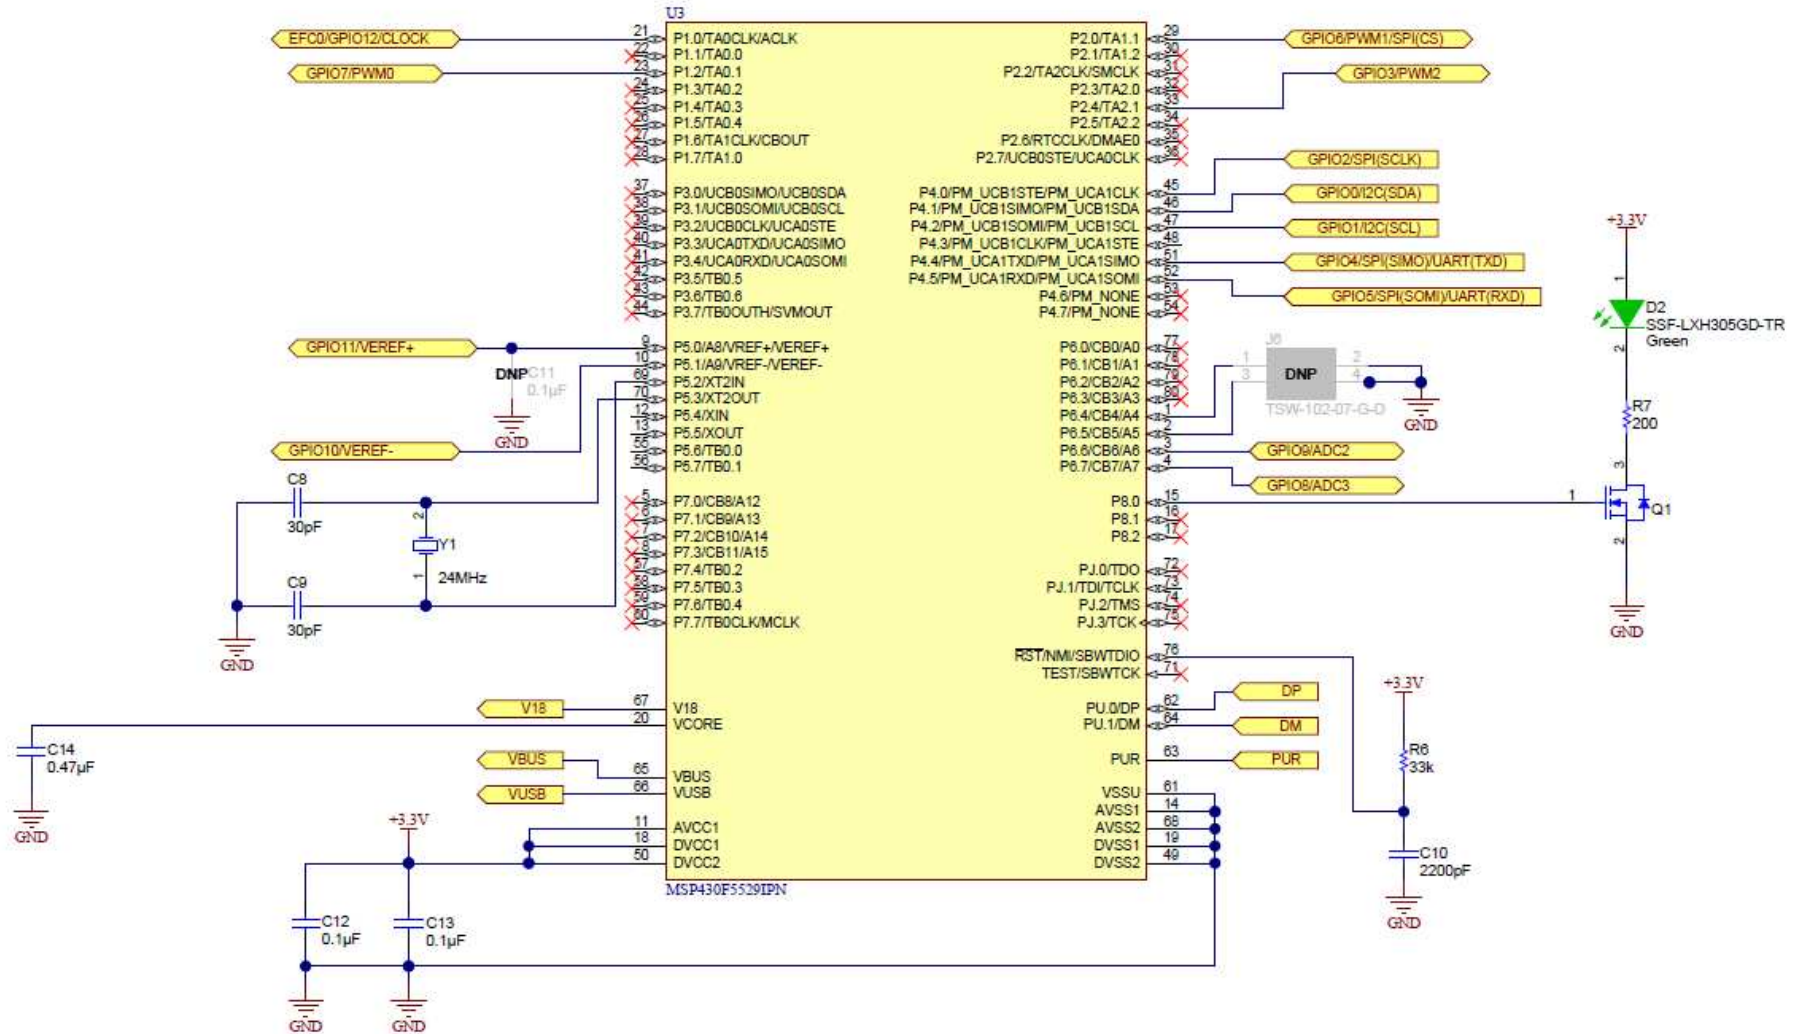 U3
EFC0/GPIO12/CLOCK
GPIO7/PWM0
GPIO11/VEREF+
GPIO10/VEREF-
DNP
C11
0.1µF
GND
C8
30pF
C9
30pF
GND
2
Y1
1
24MHz
V18
VBUS
VUSB
C14
0.47µF
GND
+3.3V
C12
0.1µF
C13
0.1µF
GND
GND
21 P1.0/TA0CLK/ACLK
22 P1.1/TA0.0
23 P1.2/TA0.1
24 P1.3/TA0.2
25 P1.4/TA0.3
26 P1.5/TA0.4
27 P1.6/TA1CLK/CBOUT
28 P1.7/TA1.0
37 P3.0/UCB0SIMO/UCB0SDA
38 P3.1/UCB0SOMI/UCB0SCL
39 P3.2/UCB0CLK/UCA0STE
40 P3.3/UCA0TXD/UCA0SIMO
41 P3.4/UCA0RXD/UCA0SOMI
42 P3.5/TB0.5
43 P3.6/TB0.6
44 P3.7/TB0OUTH/SVMOUT
9 P5.0/A8/VREF+/VEREF+
10 P5.1/A9/VREF-/VEREF-
69 P5.2/XT2IN
70 P5.3/XT2OUT
12 P5.4/XIN
13 P5.5/XOUT
55 P5.6/TB0.0
56 P5.7/TB0.1
5 P7.0/CB8/A12
6 P7.1/CB9/A13
7 P7.2/CB10/A14
8 P7.3/CB11/A15
57 P7.4/TB0.2
58 P7.5/TB0.3
59 P7.6/TB0.4
60 P7.7/TB0CLK/MCLK
67 V18
20 VCORE
65 VBUS
66 VUSB
11 AVCC1
18 DVCC1
50 DVCC2
MSP430F5529IPN
P2.0/TA1.1 29
P2.1/TA1.2 30
P2.2/TA2CLK/SMCLK 31
P2.3/TA2.0 32
P2.4/TA2.1 33
P2.5/TA2.2 34
P2.6/RTCCLK/DMAE0 35
P2.7/UCB0STE/UCA0CLK 36
P4.0/PM_UCB1STE/PM_UCA1CLK 45
P4.1/PM_UCB1SIMO/PM_UCB1SDA 46
P4.2/PM_UCB1SOMI/PM_UCB1SCL 47
P4.3/PM_UCB1CLK/PM_UCA1STE 48
P4.4/PM_UCA1TXD/PM_UCA1SIMO 51
P4.5/PM_UCA1RXD/PM_UCA1SOMI 52
P4.6/PM_NONE 53
P4.7/PM_NONE 54
P6.0/CB0/A0 77
P6.1/CB1/A1 78
P6.2/CB2/A2 79
P6.3/CB3/A3 80
P6.4/CB4/A4 1
P6.5/CB5/A5 2
P6.6/CB6/A6 3
P6.7/CB7/A7 4
P8.0 15
P8.1 16
P8.2 17
PJ.0/TDO 72
PJ.1/TDI/TCLK 73
PJ.2/TMS 74
PJ.3/TCK 75
RST/NMI/SBWTDIO 76
TEST/SBWTCK 71
PU.0/DP 62
PU.1/DM 64
PUR 63
VSSU 61
AVSS1 14
AVSS2 68
DVSS1 19
DVSS2 49
GPIO6/PWM1/SPI(CS)
GPIO3/PWM2
GPIO2/SPI(SCLK)
GPIO0/I2C(SDA)
GPIO1/I2C(SCL)
GPIO4/SPI(SIMO)/UART(TXD)
GPIO5/SPI(SOMI)/UART(RXD)
J6
1 2
3 4
DNP
TSW-102-07-G-D
GND
GPIO9/ADC2
GPIO8/ADC3
DP
DM
PUR
+3.3V
R6
33k
C10
2200pF
GND
+3.3V
1
D2
SSF-LXH305GD-TR
Green
2
R7
200
3
1
Q1
2
GND